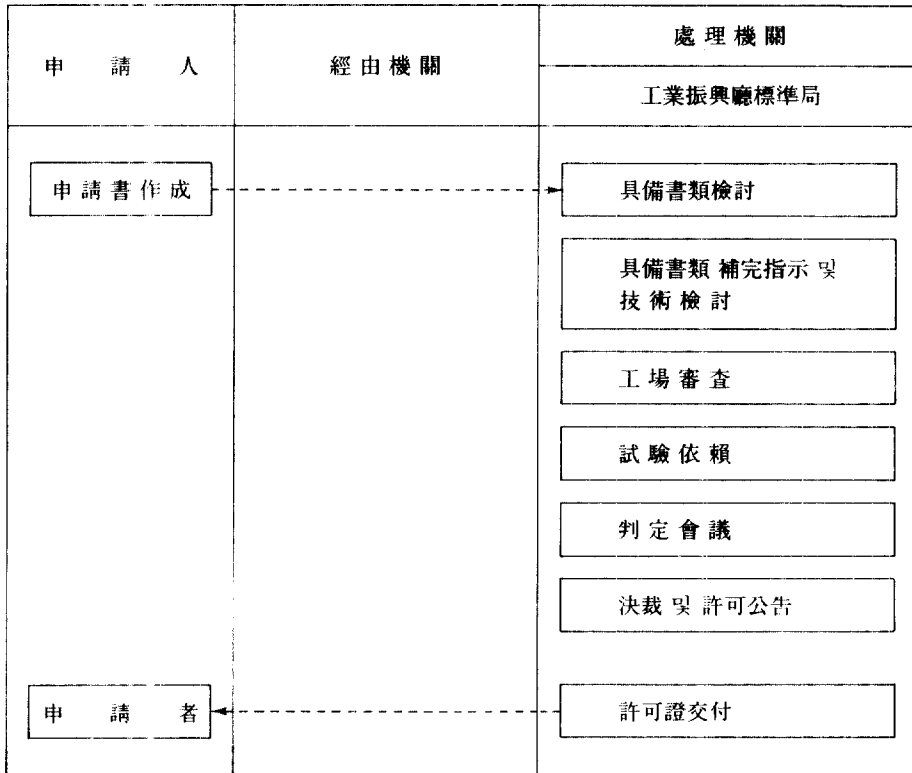 申請人
經由機關
處理機關
工業振興廳標準局
申請書作成
具備書類檢討
具備書類 補完指示 및
技術檢討
工場審査
試驗依賴
判定會議
決裁 및 許可公告
申請者
許可證交付